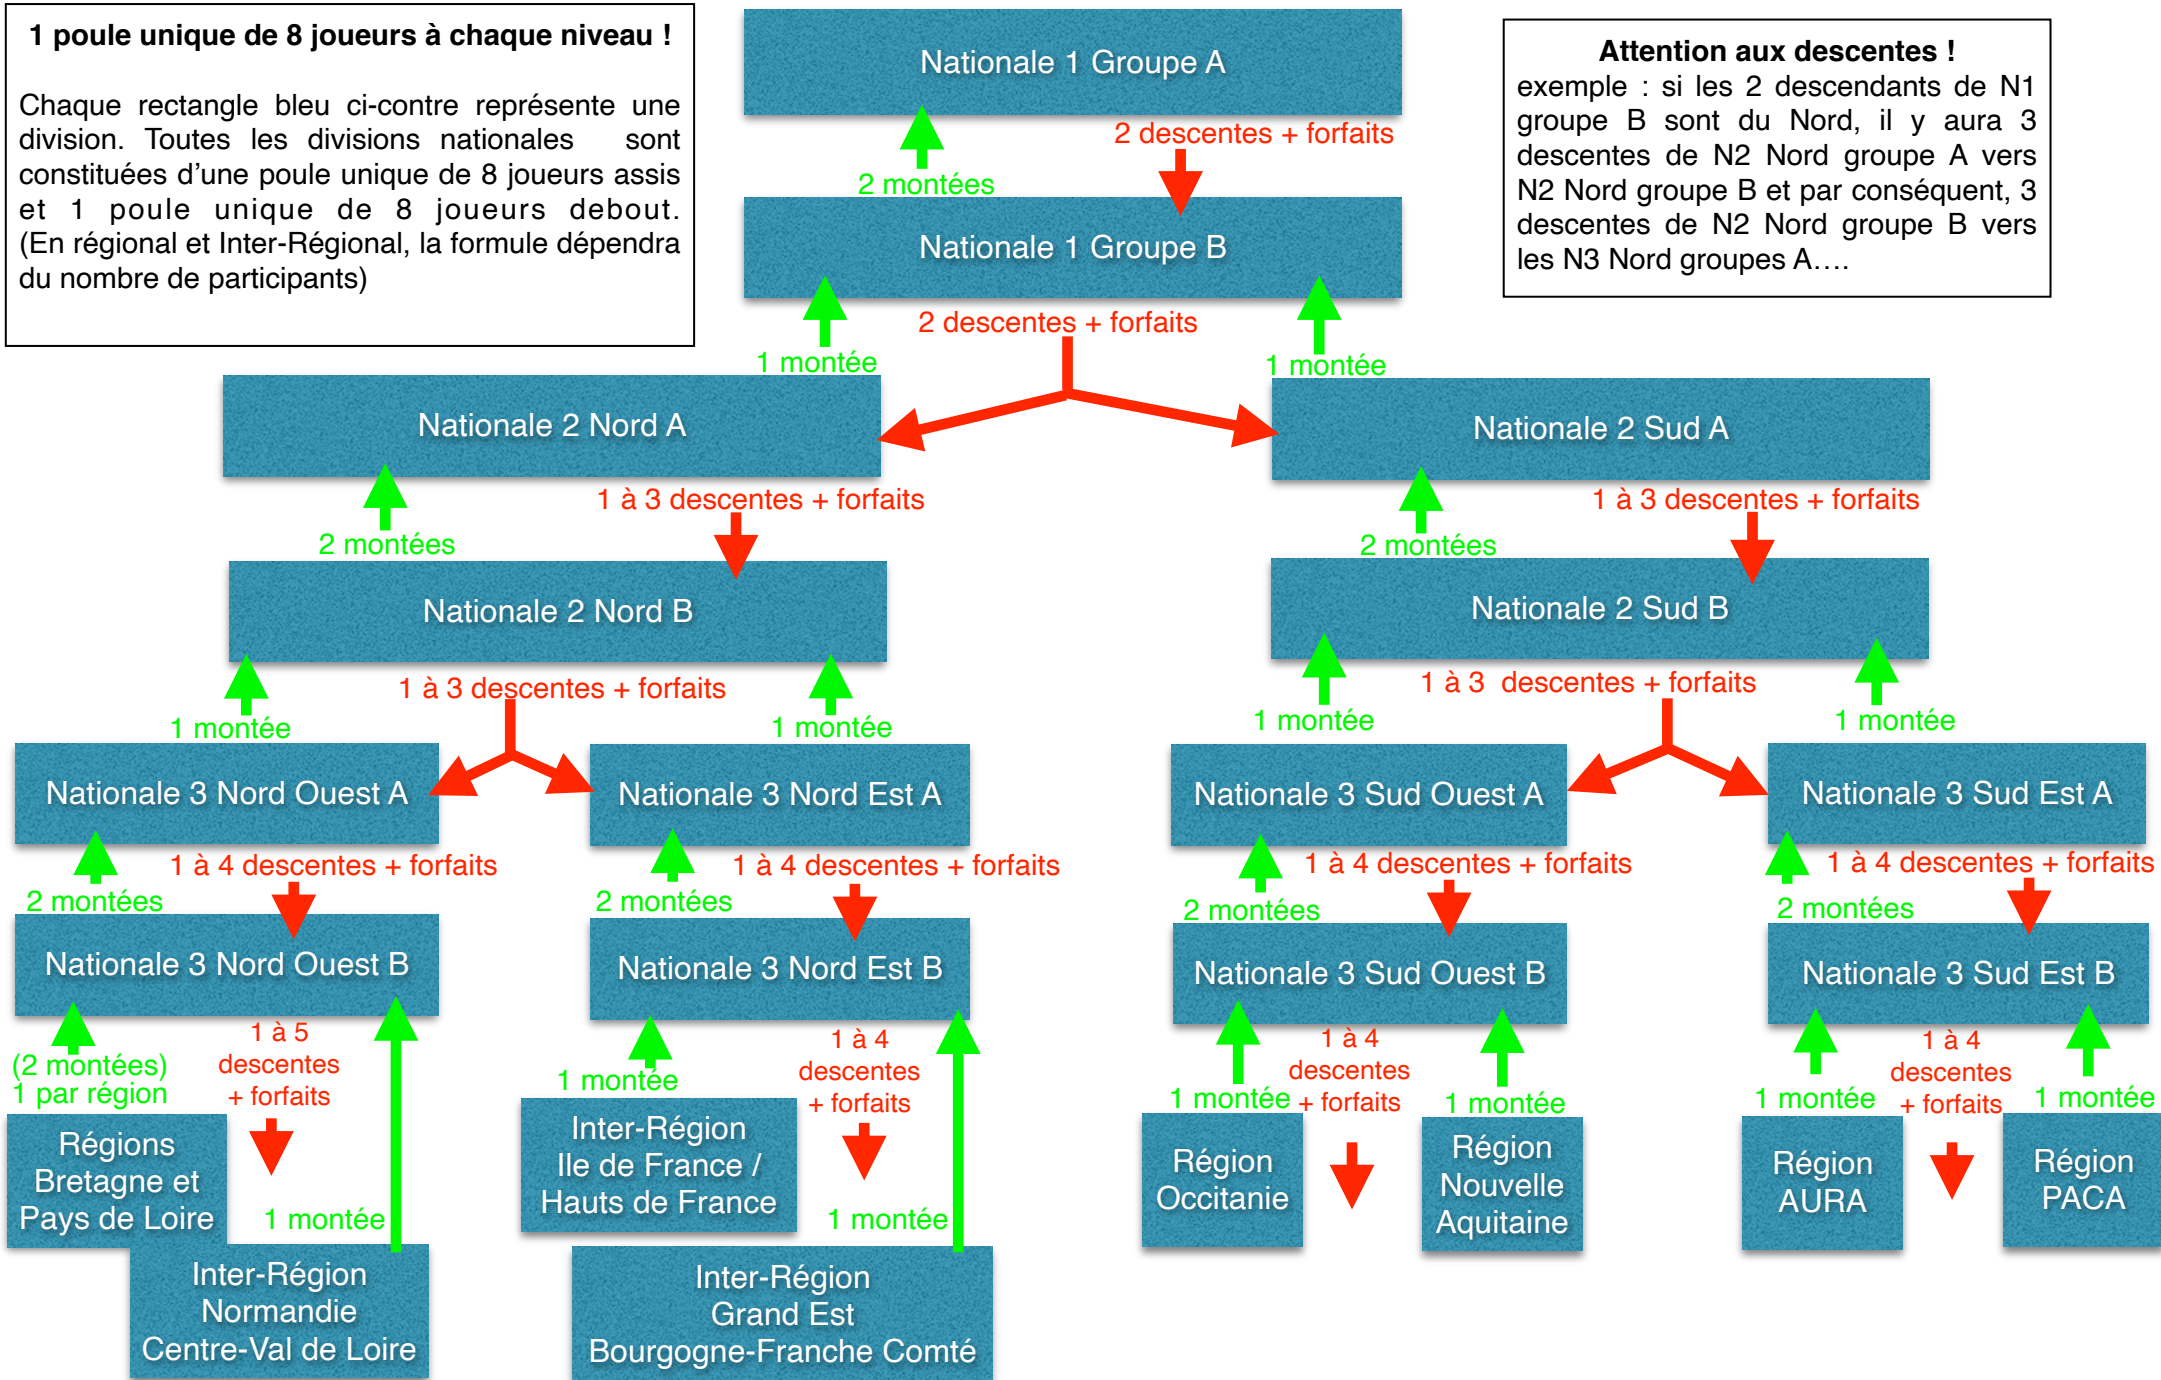 1 poule unique de 8 joueurs à chaque niveau !
Chaque rectangle bleu ci-contre représente une
division. Toutes les divisions nationales sont
constituées d'une poule unique de 8 joueurs assis
et 1 poule unique de 8 joueurs debout.
(En régional et Inter-Régional, la formule dépendra
du nombre de participants)
Nationale 1 Groupe A
Attention aux descentes !
exemple : si les 2 descendants de N1
groupe B sont du Nord, il y aura 3
descentes de N2 Nord groupe A vers
N2 Nord groupe B et par conséquent, 3
descentes de N2 Nord groupe B vers
les N3 Nord groupes A....
2 descentes + forfaits
2 montées
Nationale 1 Groupe B
2 descentes + forfaits
1 montée
1 montée
Nationale 2 Nord A
Nationale 2 Sud A
1 à 3 descentes + forfaits
1 à 3 descentes + forfaits
2 montées
2 montées
Nationale 2 Nord B
Nationale 2 Sud B
1 à 3 descentes + forfaits
1 à 3 descentes + forfaits
1 montée
1 montée
1 montée
1 montée
Nationale 3 Nord Ouest A
Nationale 3 Nord Est A
Nationale 3 Sud Ouest A
Nationale 3 Sud Est A
1 à 4 descentes + forfaits
1 à 4 descentes + forfaits
1 à 4 descentes + forfaits
1 à 4 descentes + forfaits
2 montées
2 montées
2 montées
2 montées
Nationale 3 Nord Ouest B
Nationale 3 Nord Est B
Nationale 3 Sud Ouest B
Nationale 3 Sud Est B
(2 montées)
1 par région
1 à 5
descentes
+ forfaits
1 montée
1 à 4
descentes
+ forfaits
1 montée
1 à 4
descentes
+ forfaits
1 montée
1 montée
1 à 4
descentes
+ forfaits
1 montée
Régions
Bretagne et
Pays de Loire
1 montée
Inter-Région
Ile de France /
Hauts de France
1 montée
Région
Occitanie
Région
Nouvelle
Aquitaine
Région
AURA
Région
PACA
Inter-Région
Normandie
Centre-Val de Loire
Inter-Région
Grand Est
Bourgogne-Franche Comté